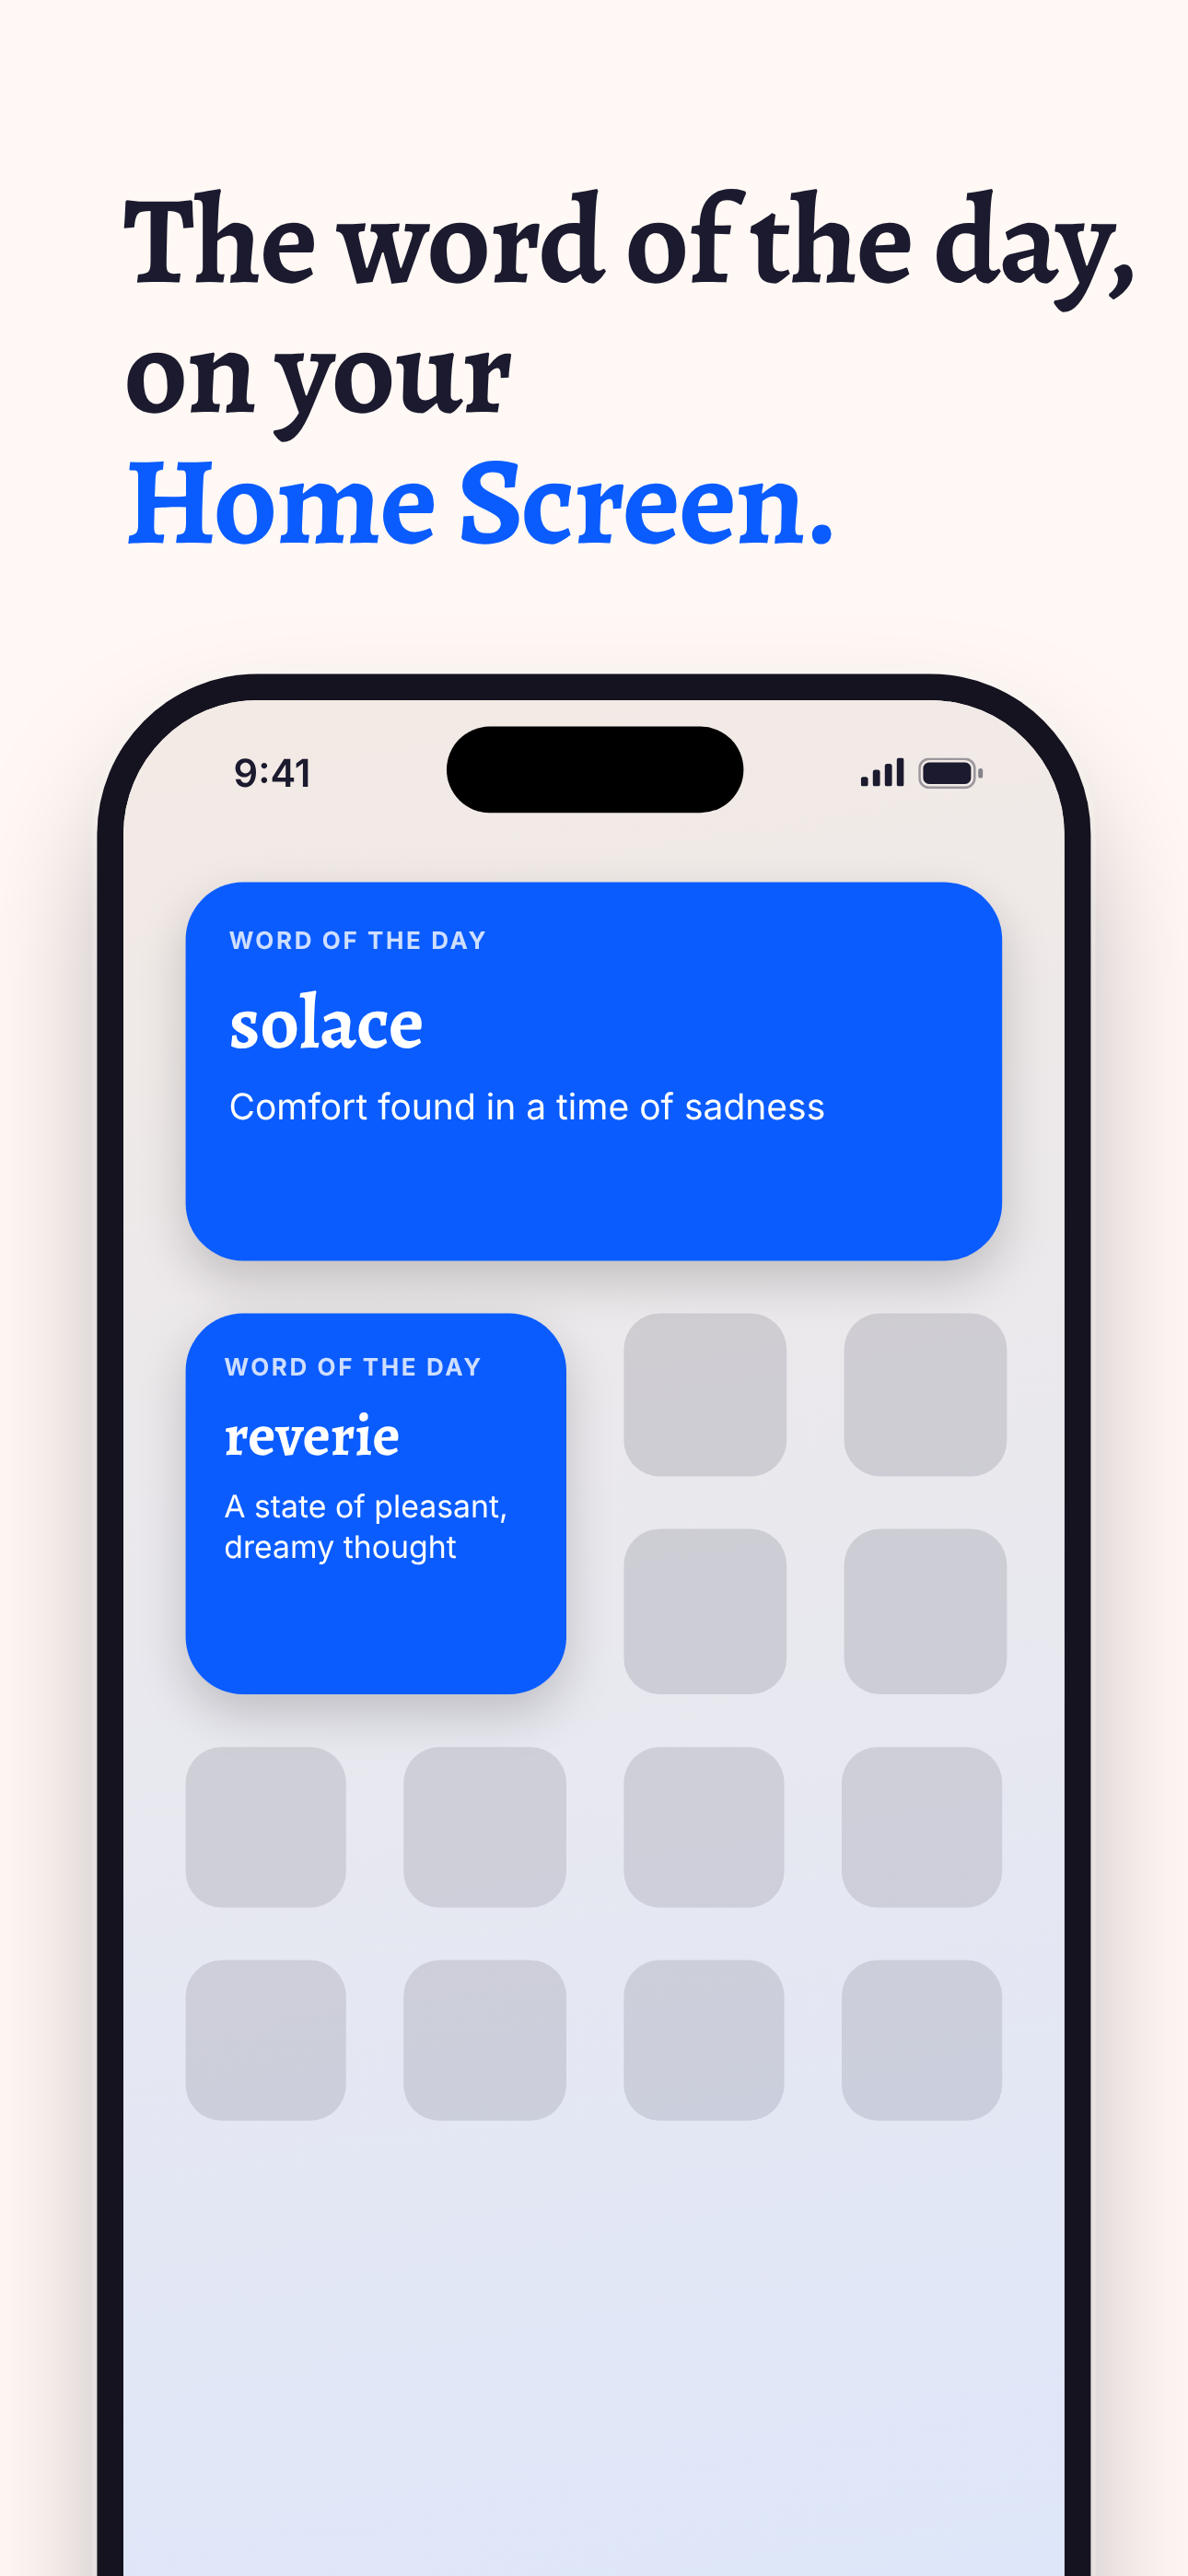 The word of the day,
on your
Home Screen.
9:41
WORD OF THE DAY
solace
Comfort found in a time of sadness
WORD OF THE DAY
reverie
A state of pleasant,
dreamy thought